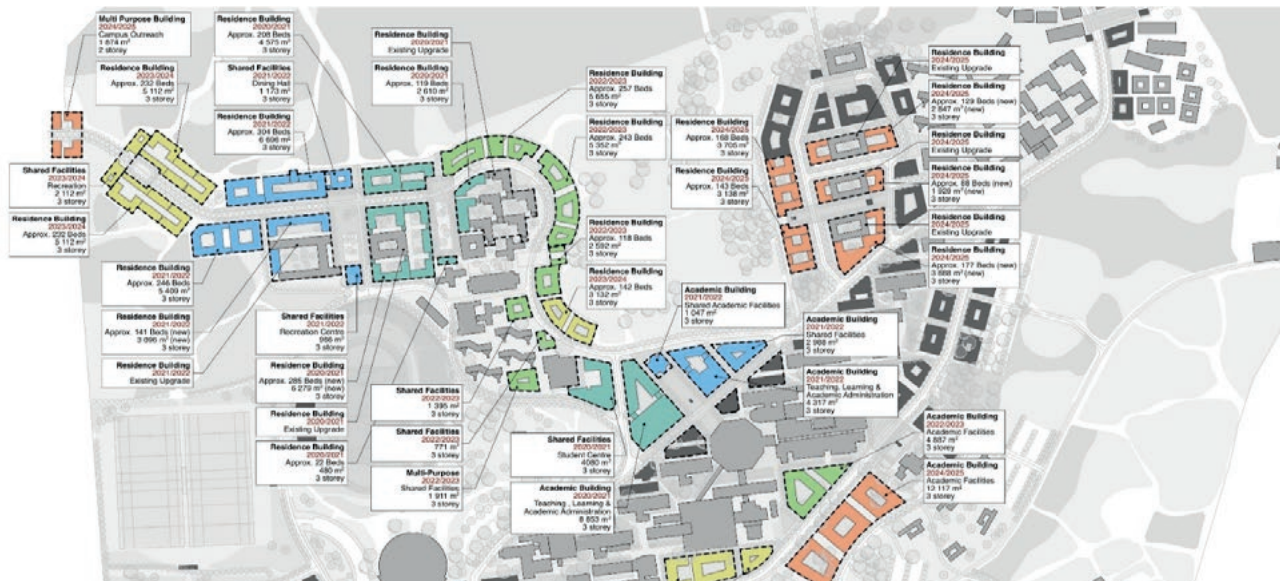 Multi Purpose Building
2024/2025
Campus Outreach
1 874 m²
2 storey
Residence Building
2020/2021
Approx. 208 Beds
4 575 m²
3 storey
Residence Building
2020/2021
Existing Upgrade
Residence Building
2023/2024
Approx. 232 Beds
5 112 m²
3 storey
Shared Facilities
2021/2022
Dining Hall
1 173 m²
3 storey
Residence Building
2020/2021
Approx. 119 Beds
2 610 m²
3 storey
Residence Building
2022/2023
Approx. 257 Beds
5 655 m²
3 storey
Residence Building
2021/2022
Approx. 304 Beds
6 696 m²
3 storey
Residence Building
2022/2023
Approx. 243 Beds
5 352 m²
3 storey
Residence Building
2024/2025
Approx. 168 Beds
3 705 m²
3 storey
Residence Building
2024/2025
Approx. 143 Beds
3 138 m²
3 storey
Residence Building
2024/2025
Existing Upgrade
Residence Building
2024/2025
Approx. 129 Beds (new)
2 847 m² (new)
3 storey
Residence Building
2024/2025
Existing Upgrade
Residence Building
2024/2025
Approx. 88 Beds (new)
1 928 m² (new)
3 storey
Residence Building
2024/2025
Existing Upgrade
Residence Building
2024/2025
Approx. 177 Beds (new)
3 storey
Shared Facilities
2023/2024
Recreation
2 112 m²
3 storey
Residence Building
2023/2024
Approx. 232 Beds
5 112 m²
3 storey
Residence Building
2021/2022
Approx. 246 Beds
5 409 m²
3 storey
Residence Building
2021/2022
Approx. 141 Beds (new)
3 096 m² (new)
3 storey
Residence Building
2021/2022
Existing Upgrade
Shared Facilities
2021/2022
Recreation Centre
986 m²
3 storey
Residence Building
2020/2021
Approx. 285 Beds (new)
6 279 m² (new)
3 storey
Residence Building
2020/2021
Existing Upgrade
Residence Building
2020/2021
Approx. 22 Beds
480 m²
3 storey
Residence Building
2022/2023
Approx. 118 Beds
2 592 m²
3 storey
Residence Building
2023/2024
Approx. 142 Beds
3 132 m²
3 storey
Shared Facilities
2022/2023
1 395 m²
3 storey
Shared Facilities
2022/2023
771 m²
3 storey
Multi-Purpose
2022/2023
Shared Facilities
1 911 m²
3 storey
Shared Facilities
2020/2021
Student Centre
4080 m²
3 storey
Academic Building
2020/2021
Teaching, Learning &
Academic Administration
8 853 m²
3 storey
Academic Building
2021/2022
Shared Academic Facilities
1 047 m²
3 storey
Academic Building
2021/2022
Shared Facilities
2 988 m²
3 storey
Academic Building
2021/2022
Teaching, Learning &
Academic Administration
4 317 m²
3 storey
Academic Building
2022/2023
Academic Facilities
4 887 m²
3 storey
Academic Building
2024/2025
Academic Facilities
12 117 m²
3 storey